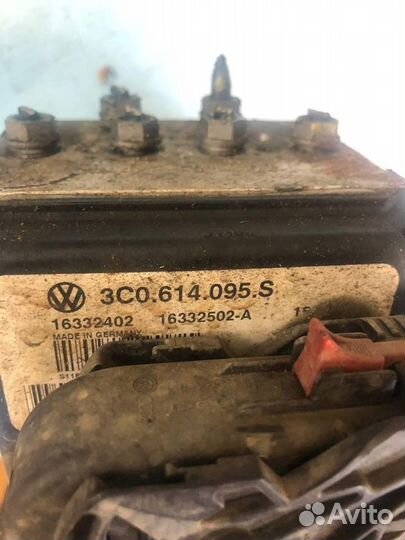 3C0.614.095.S
16332402 16332502-A
MADE IN GERMANY
Avito